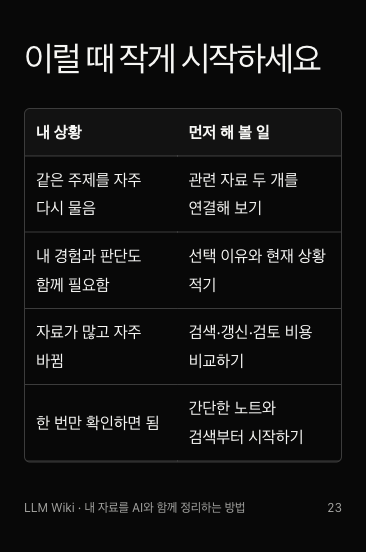 이럴 때 작게 시작하세요
내 상황
먼저 해 볼 일
같은 주제를 자주
다시 물음
관련 자료 두 개를
연결해 보기
내 경험과 판단도
함께 필요함
선택 이유와 현재 상황
적기
자료가 많고 자주
바뀜
검색·갱신·검토 비용
비교하기
한 번만 확인하면 됨
간단한 노트와
검색부터 시작하기
LLM Wiki · 내 자료를 AI와 함께 정리하는 방법
23